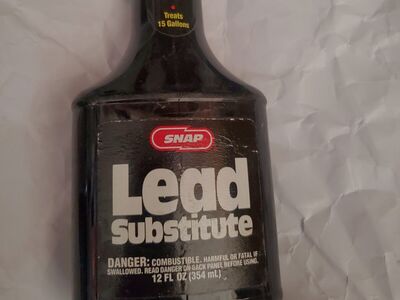 Treats
15 Gallons
SNAP
Lead
Substitute
DANGER: COMBUSTIBLE. HARMFUL OR FATAL IF
SWALLOWED. READ DANGER ON BACK PANEL BEFORE USING.
12 FL OZ (354 mL)